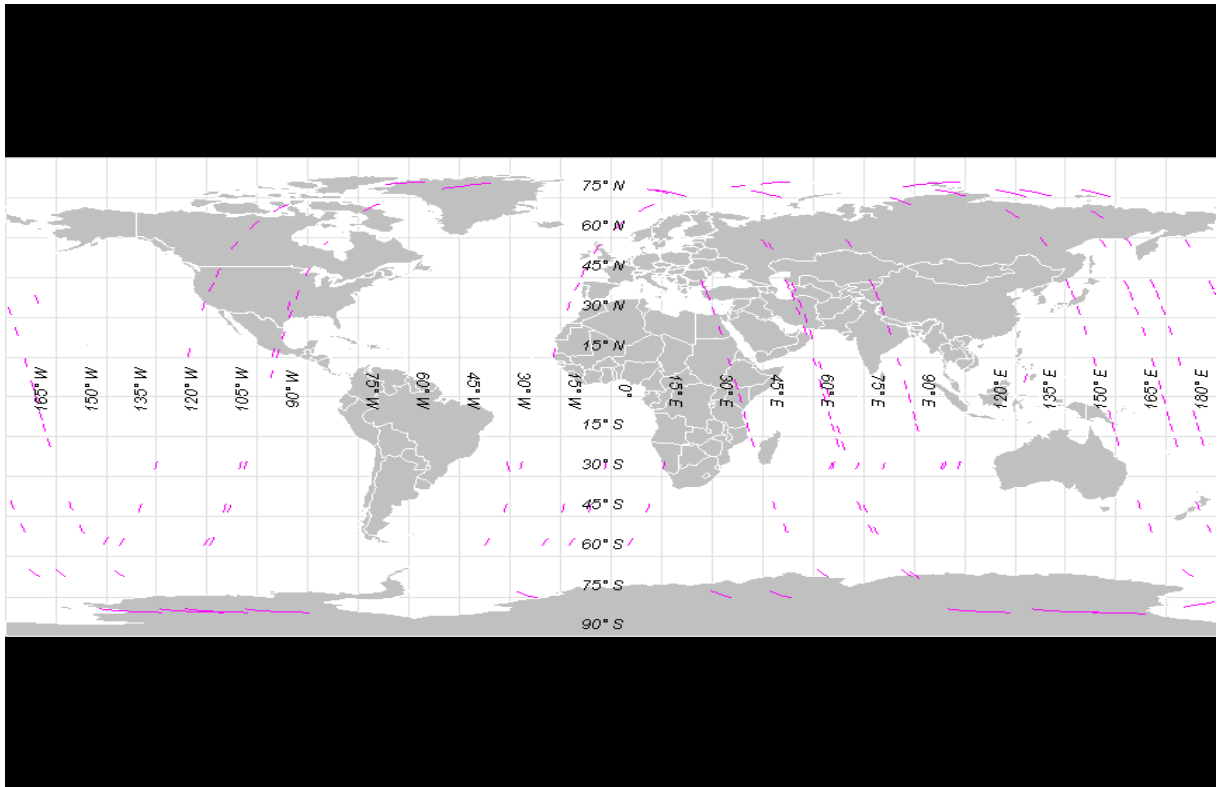 75° N
60° N
45° N
30° N
15° N
165° W
150° W
135° W
120° W
105° W
90° W
75° W
60° W
45° W
30° W
15° W
0°
15° E
30° E
45° E
60° E
75° E
90° E
120° E
135° E
150° E
165° E
180° E
15° S
30° S
45° S
60° S
75° S
90° S